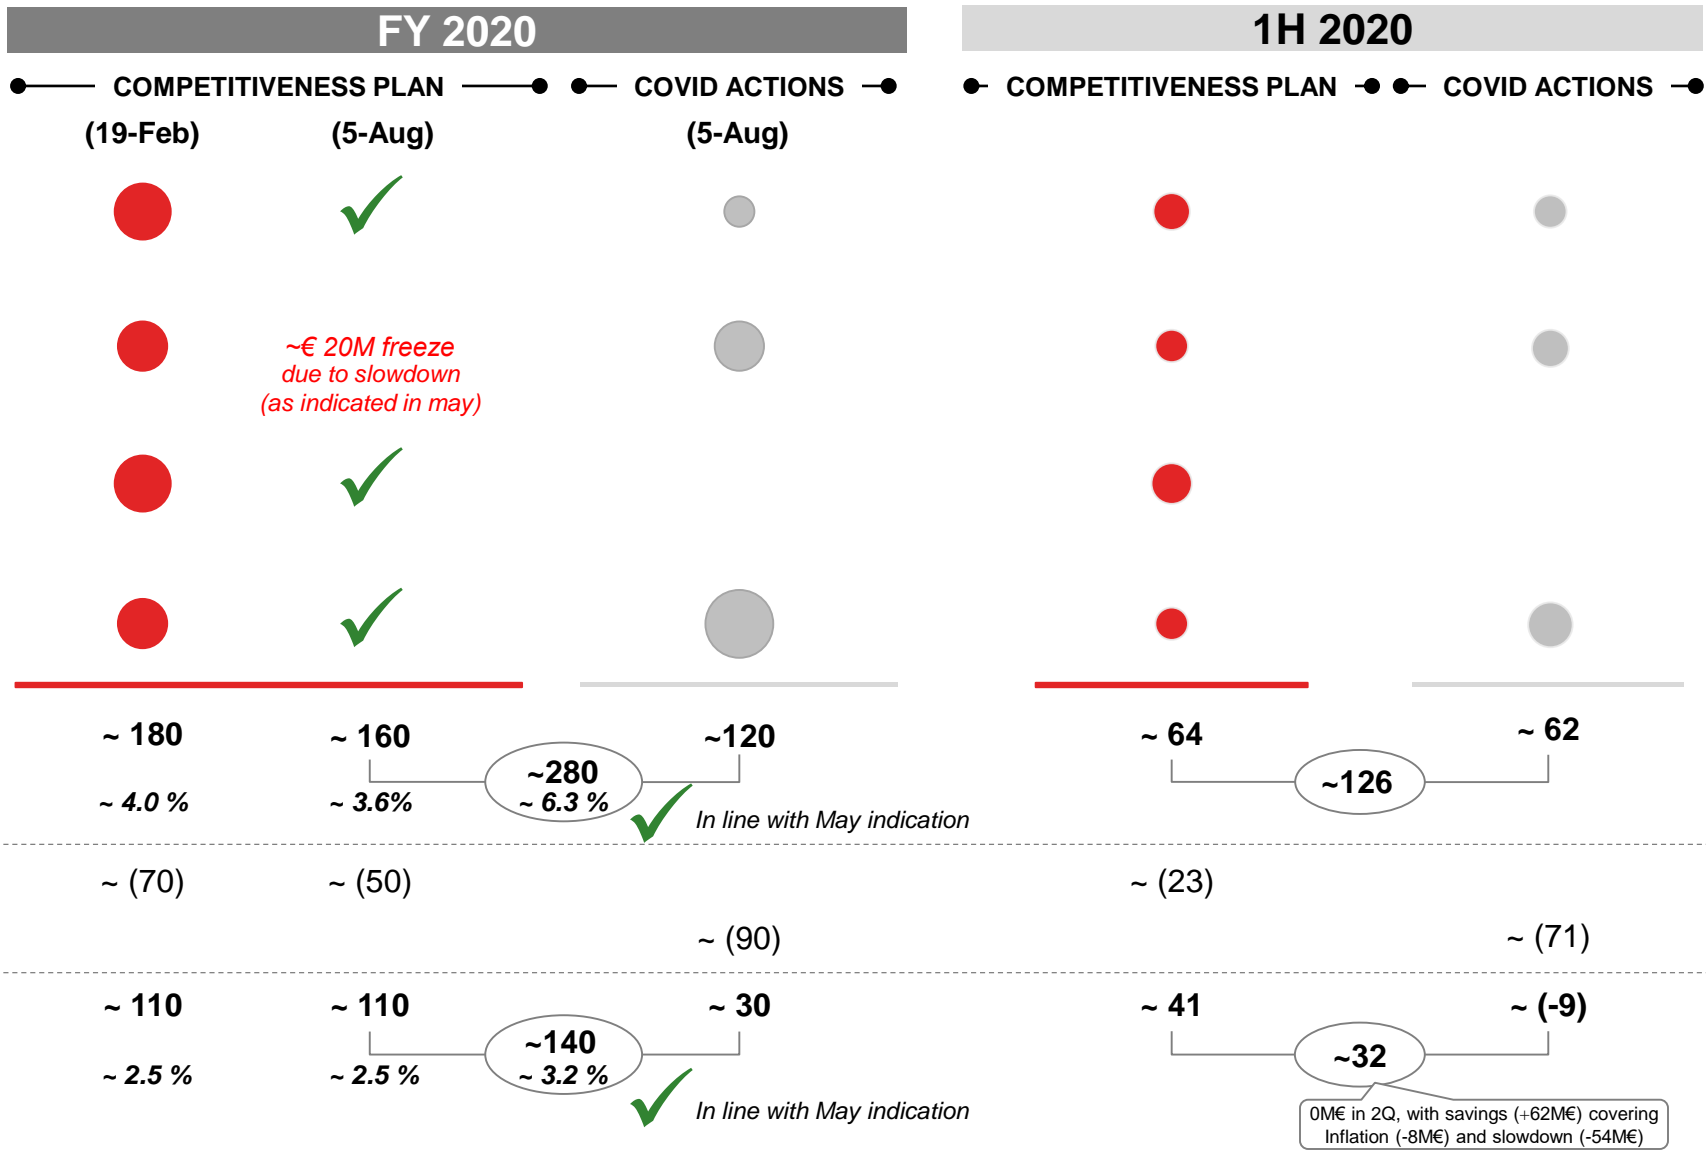 FY 2020
1H 2020
COMPETITIVENESS PLAN
COVID ACTIONS
COMPETITIVENESS PLAN
COVID ACTIONS
(19-Feb)
(5-Aug)
(5-Aug)
~€ 20M freeze
due to slowdown
(as indicated in may)
~ 180
~ 160
~120
~ 64
~ 62
~280
~126
~ 4.0 %
~ 3.6%
~ 6.3 %
In line with May indication
~ (70)
~ (50)
~ (23)
~ (90)
~ (71)
~ 110
~ 110
~ 30
~ 41
~ (-9)
~140
~32
~ 2.5 %
~ 2.5 %
~ 3.2 %
In line with May indication
0M€ in 2Q, with savings (+62M€) covering
Inflation (-8M€) and slowdown (-54M€)